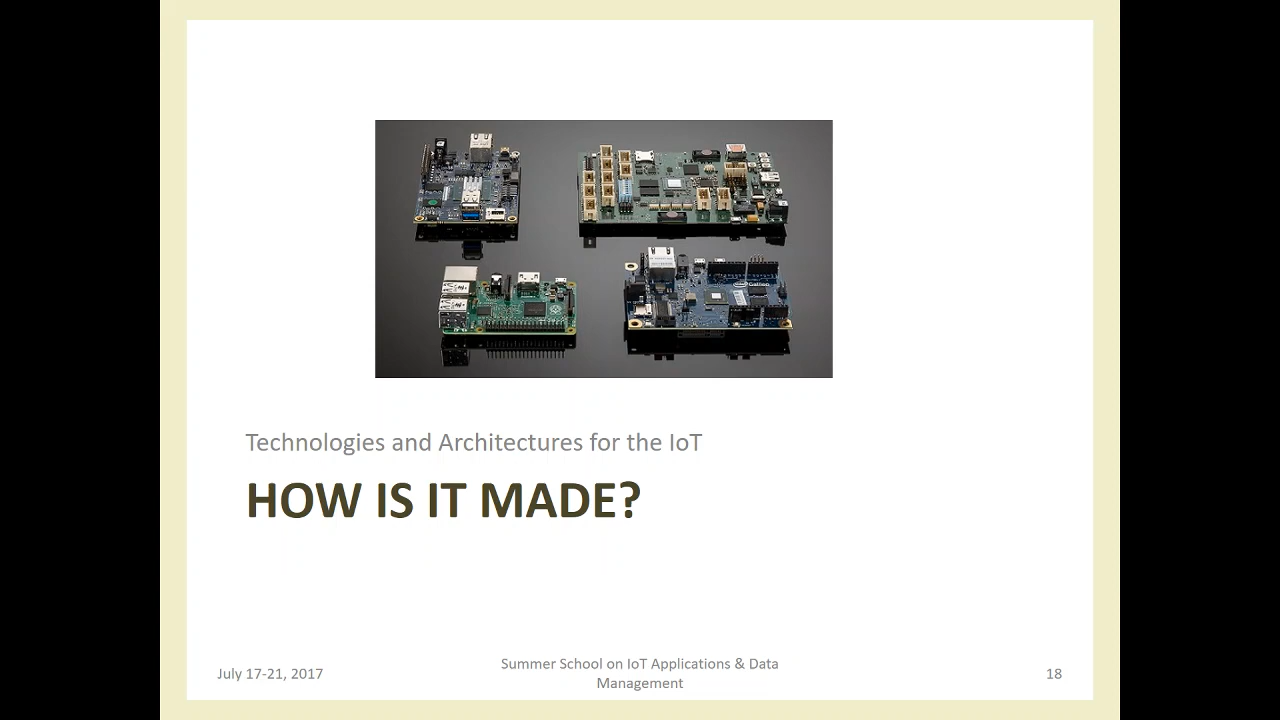 Technologies and Architectures for the IoT
HOW IS IT MADE?
July 17-21, 2017
Summer School on IoT Applications & Data
Management
18